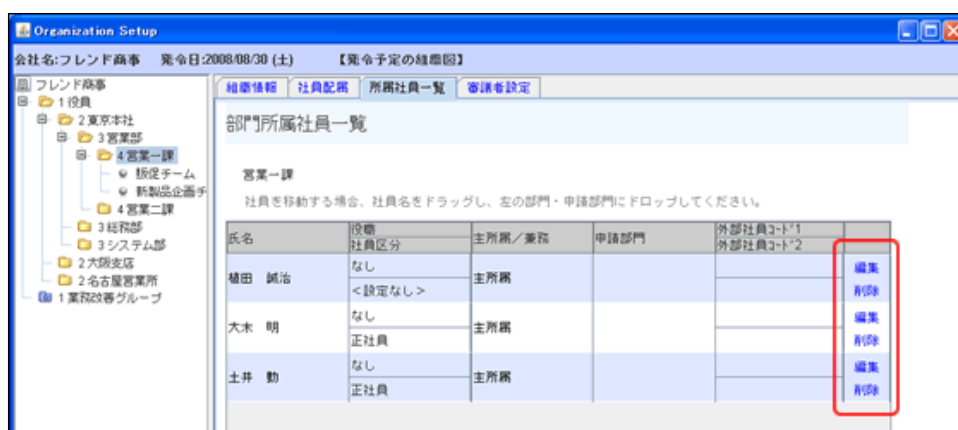 Organization Setup
会社名:フレンド商事 発令日:2008/08/30 (土) 【発令予定の組織図】
フレンド商事
1 役員
2 東京本社
3 営業部
4 営業一課
販促チーム
新製品企画チ
4 営業二課
3 総務部
3 システム部
2 大阪支店
2 名古屋営業所
1 業務改善グループ
組織情報 社員配属 所属社員一覧 審議者設定
部門所属社員一覧
営業一課
社員を移動する場合、社員名をドラッグし、左の部門・申請部門にドロップしてください。
氏名 役職 社員区分 主所属/兼務 申請部門 外部社員コード1 外部社員コード2
植田 誠治 なし <設定なし> 主所属 編集 削除
大木 明 なし 正社員 主所属 編集 削除
土井 勤 なし 正社員 主所属 編集 削除